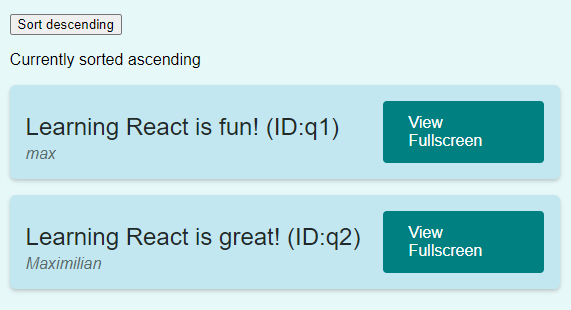 Sort descending
Currently sorted ascending
Learning React is fun! (ID:q1)
max
View
Fullscreen
Learning React is great! (ID:q2)
Maximilian
View
Fullscreen